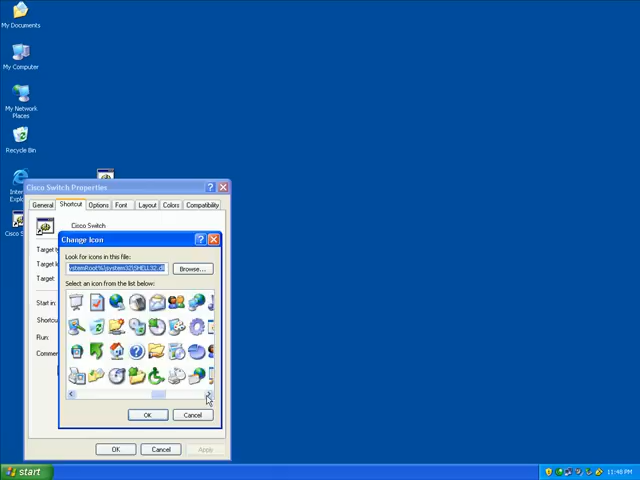 My Documents
My Computer
My Network
Places
Recycle Bin
Cisco Switch Properties
General
Shortcut
Options
Font
Layout
Colors
Compatibility
Cisco Switch
Change Icon
Look for icons in this file:
ystemRoot%\system32\SHELL32.dll
Browse...
Select an icon from the list below:
Target
Start in:
Run:
OK
Cancel
OK
Cancel
Apply
start
11:48 PM